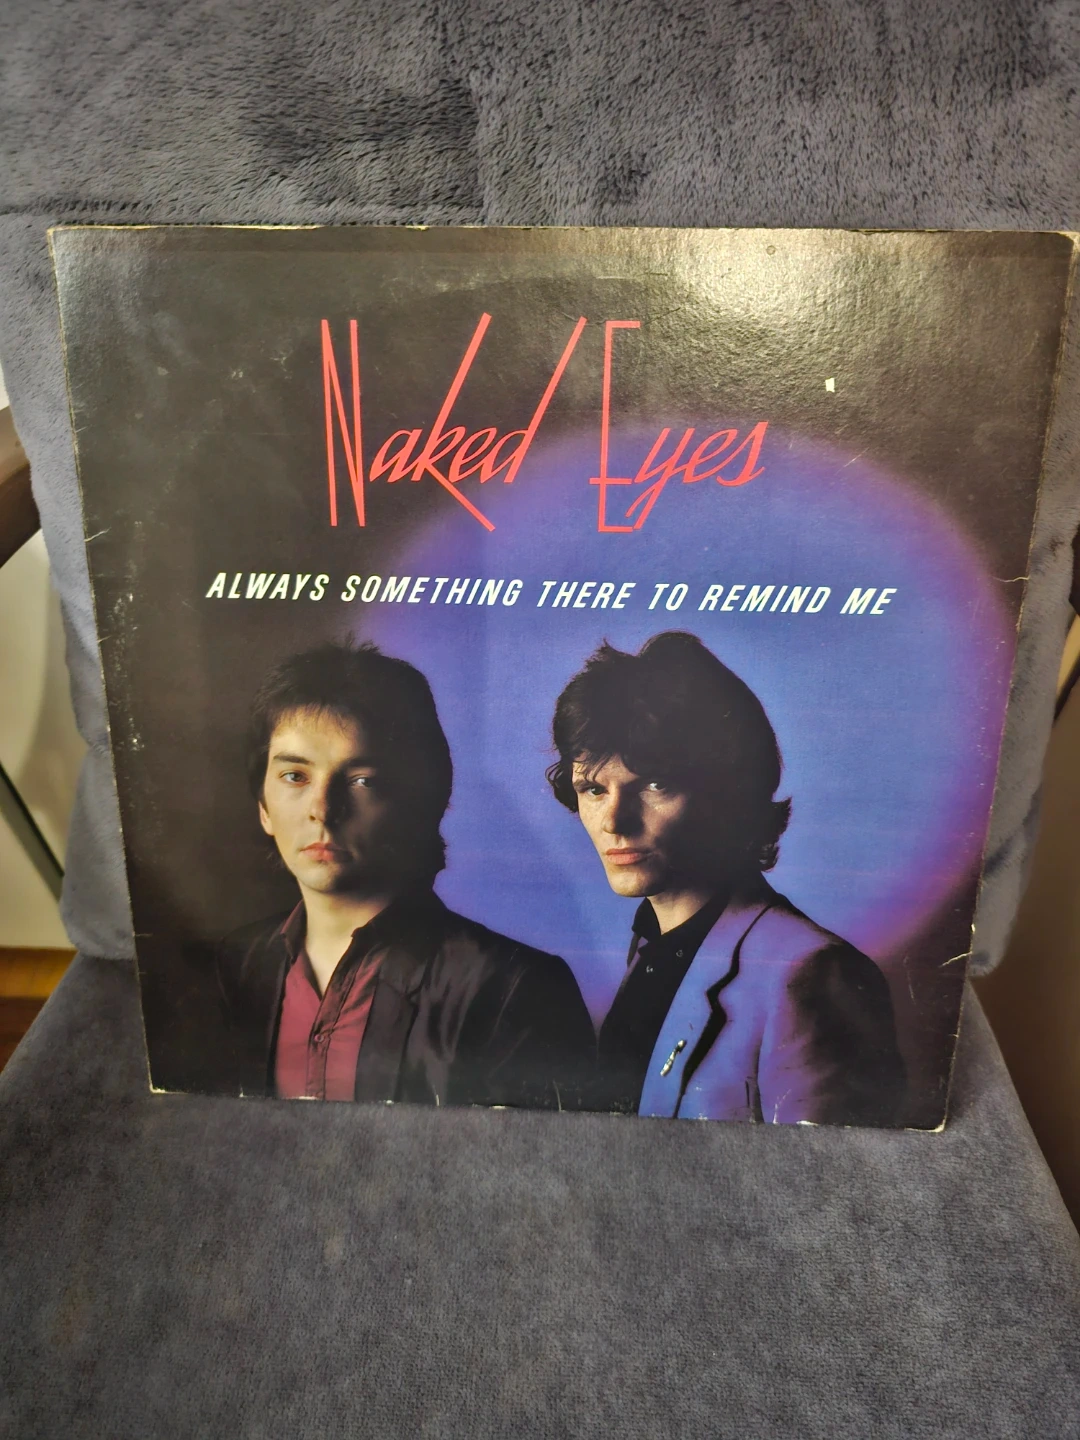 Naked Eyes
ALWAYS SOMETHING THERE TO REMIND ME